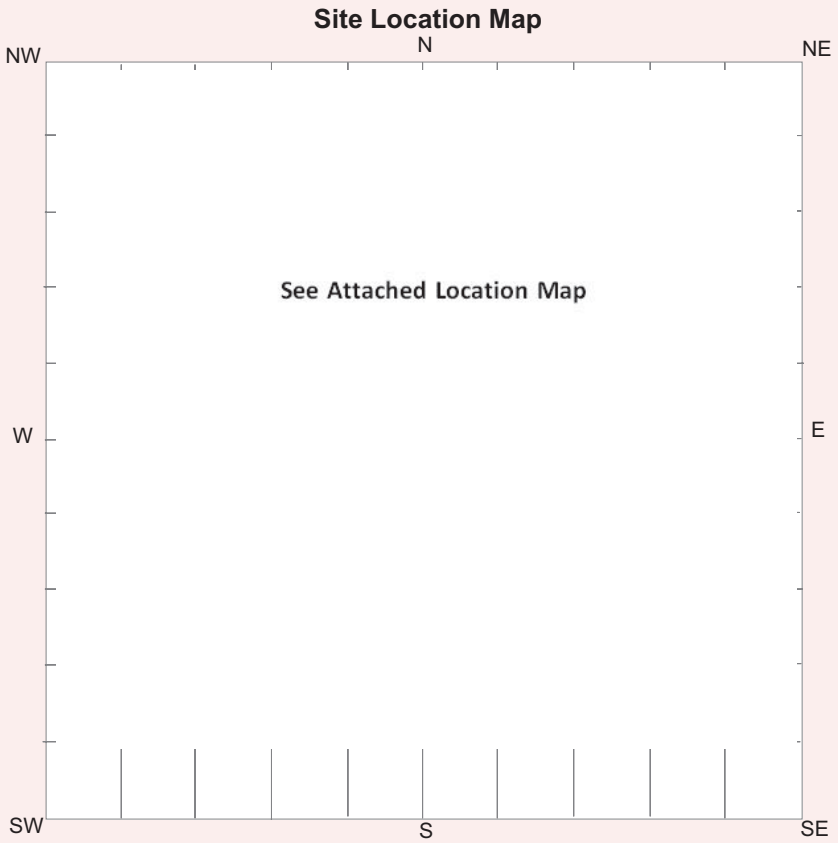 Site Location Map
N
NW
NE
See Attached Location Map
W
E
SW
S
SE